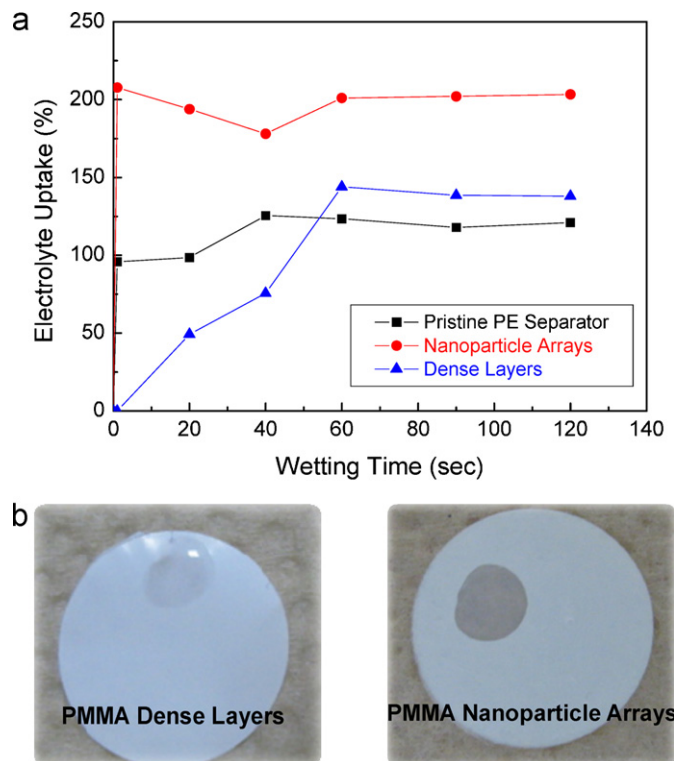 a
250
200
150
100
50
0
Electrolyte Uptake (%)
Pristine PE Separator
Nanoparticle Arrays
Dense Layers
0 20 40 60 80 100 120 140
Wetting Time (sec)
b
PMMA Dense Layers
PMMA Nanoparticle Arrays